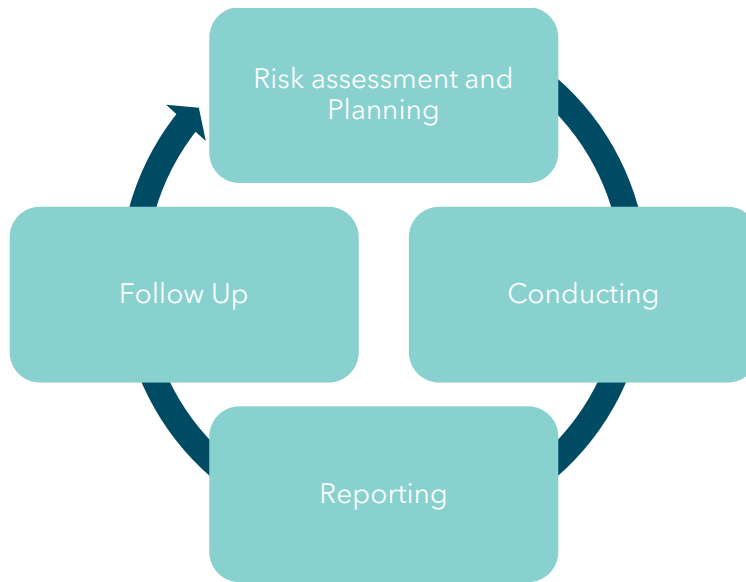 Risk assessment and
Planning
Conducting
Reporting
Follow Up